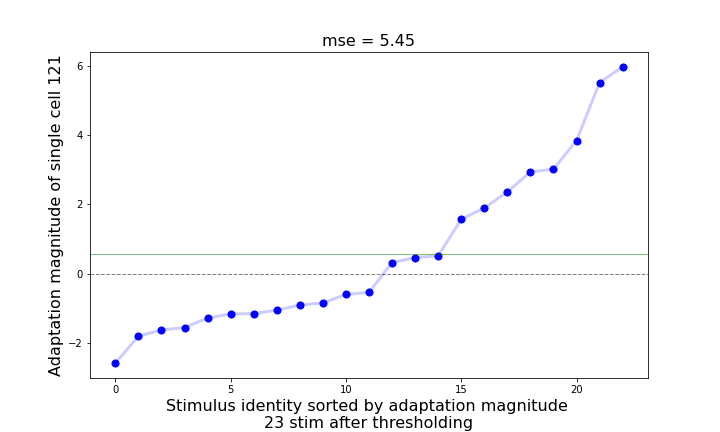 mse = 5.45
Adaptation magnitude of single cell 121
6
4
2
0
−2
0 5 10 15 20
Stimulus identity sorted by adaptation magnitude
23 stim after thresholding